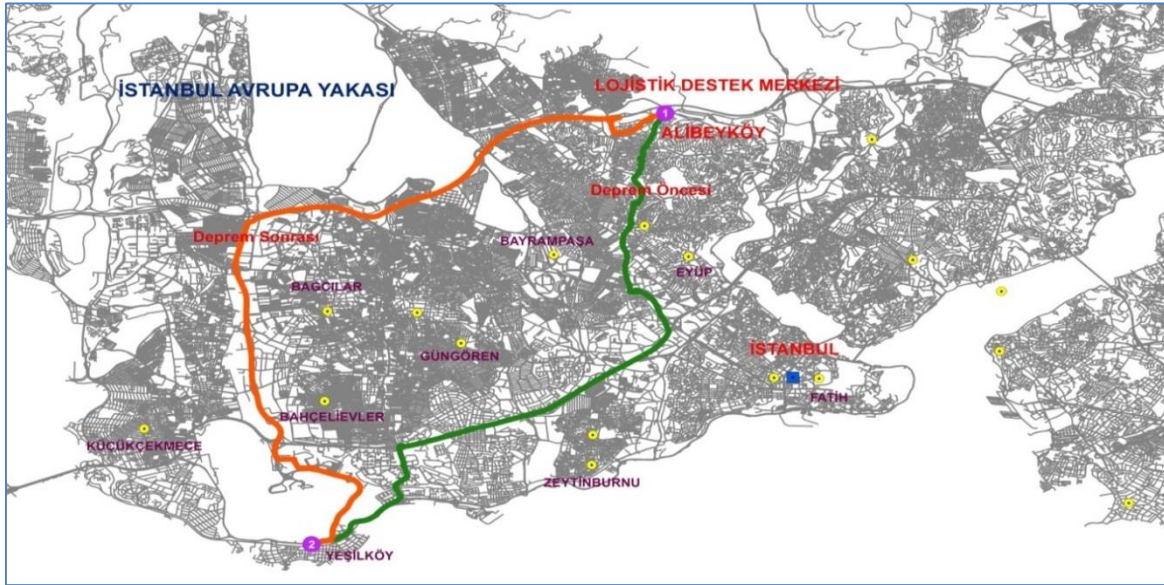 İSTANBUL AVRUPA YAKASI
LOJİSTİK DESTEK MERKEZİ
1
ALİBEYKÖY
Deprem Öncesi
Deprem Sonrası
BAYRAMPAŞA
EYÜP
BAGCILAR
GÜNGÖREN
İSTANBUL
FATİH
BAHÇELİEVLER
KÜÇÜKÇEKMECE
ZEYTİNBURNU
2
YEŞİLKÖY